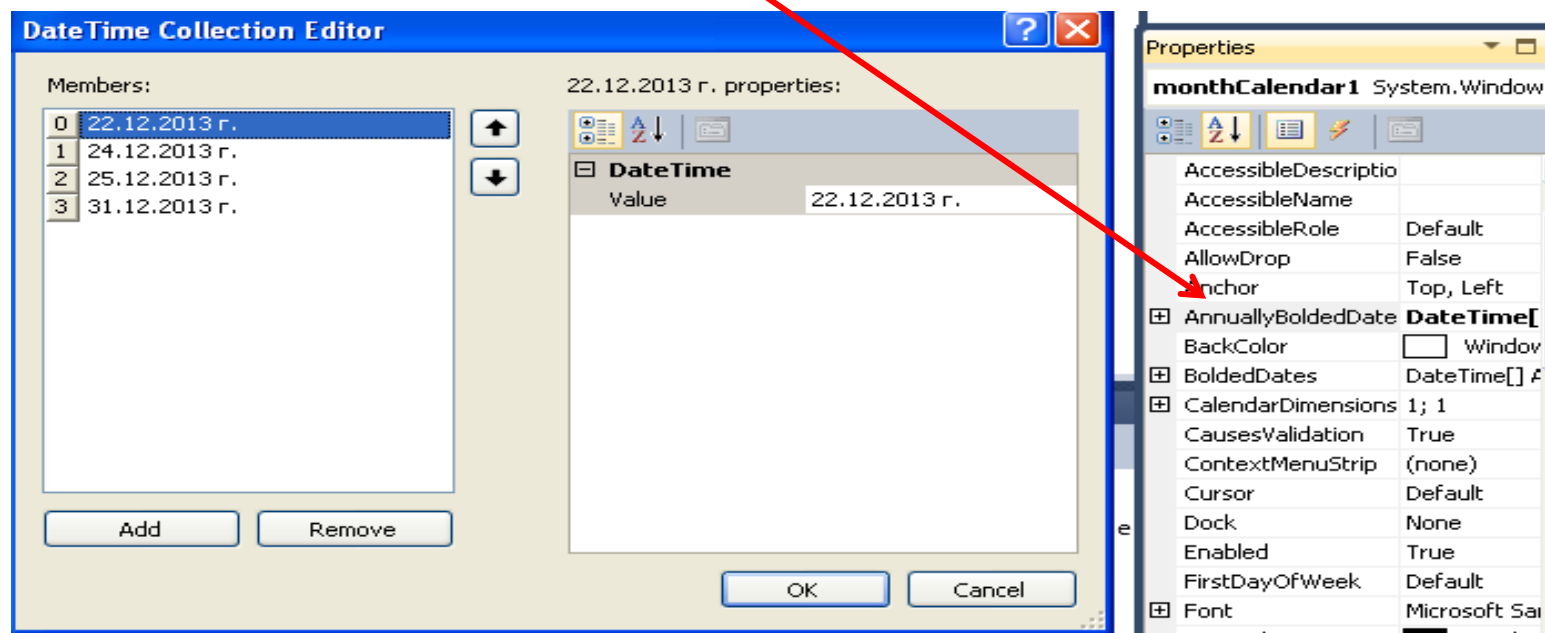 DateTime Collection Editor
Members:
0 22.12.2013 г.
1 24.12.2013 г.
2 25.12.2013 г.
3 31.12.2013 г.
Add Remove
22.12.2013 г. properties:
DateTime
Value 22.12.2013 г.
OK Cancel
Properties
monthCalendar1 System.Window
AccessibleDescriptio
AccessibleName
AccessibleRole Default
AllowDrop False
Anchor Top, Left
AnnuallyBoldedDate DateTime[
BackColor Window
BoldedDates DateTime[] A
CalendarDimensions 1; 1
CausesValidation True
ContextMenuStrip (none)
Cursor Default
Dock None
Enabled True
FirstDayOfWeek Default
Font Microsoft San